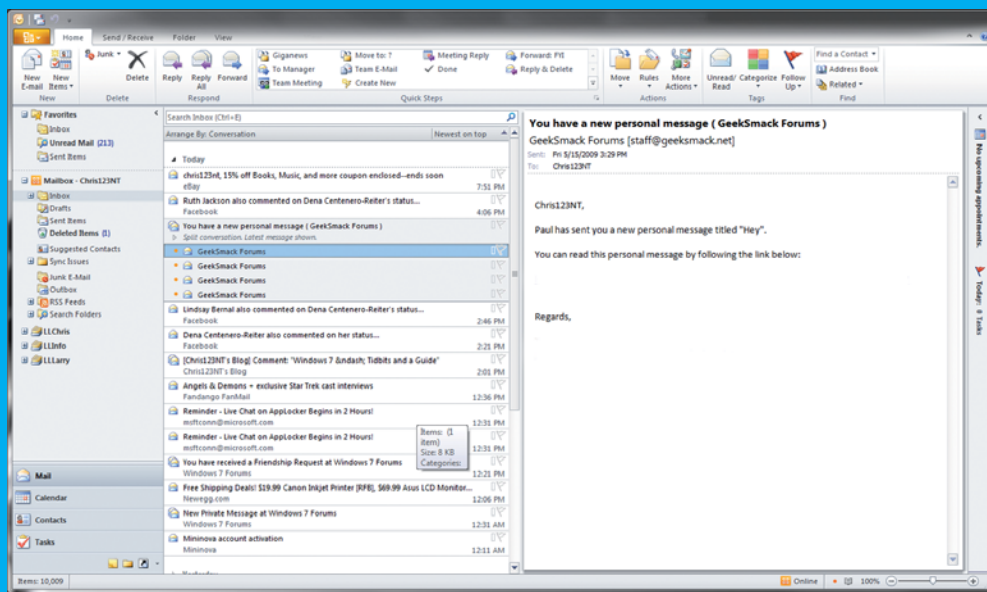 Home Send / Receive Folder View
New E-mail
New Items
New
Junk
Delete
Delete
Reply
Reply All
Forward
Respond
Giganews
To Manager
Team Meeting
Move to: ?
Team E-Mail
Create New
Meeting Reply
Done
Forward: FYI
Reply & Delete
Quick Steps
Move
Rules
More Actions
Actions
Unread/ Read
Categorize
Follow Up
Tags
Find a Contact
Address Book
Related
Find
Favorites
Inbox
Unread Mail (213)
Sent Items
Mailbox - Chris123NT
Inbox
Drafts
Sent Items
Deleted Items (1)
Suggested Contacts
Sync Issues
Junk E-Mail
Outbox
RSS Feeds
Search Folders
LLChris
LLInfo
LLLarry
Mail
Calendar
Contacts
Tasks
Search Inbox (Ctrl+E)
Arrange By: Conversation Newest on top
Today
chris123nt, 15% off Books, Music, and more coupon enclosed--ends soon
eBay 7:51 PM
Ruth Jackson also commented on Dena Centenero-Reiter's status...
Facebook 4:06 PM
You have a new personal message ( GeekSmack Forums )
Split conversation. Latest message shown.
GeekSmack Forums
GeekSmack Forums
GeekSmack Forums
GeekSmack Forums
Lindsay Bernal also commented on Dena Centenero-Reiter's status...
Facebook 2:46 PM
Dena Centenero-Reiter also commented on her status...
Facebook 2:21 PM
[Chris123NT's Blog] Comment: "Windows 7 &ndash; Tidbits and a Guide"
Chris123NT's Blog 2:01 PM
Angels & Demons + exclusive Star Trek cast interviews
Fandango FanMail 12:36 PM
Reminder - Live Chat on AppLocker Begins in 2 Hours!
msftconn@microsoft.com 12:31 PM
Reminder - Live Chat on AppLocker Begins in 2 Hours!
msftconn@microsoft.com 12:31 PM
Items: (1 item)
Size: 8 KB
Categories:
You have received a Friendship Request at Windows 7 Forums
Windows 7 Forums 12:21 PM
Free Shipping Deals! $19.99 Canon Inkjet Printer [RFB], $69.99 Asus LCD Monitor...
Newegg.com 12:06 PM
New Private Message at Windows 7 Forums
Windows 7 Forums 12:31 AM
Mininova account activation
Mininova 12:11 AM
You have a new personal message ( GeekSmack Forums )
GeekSmack Forums [staff@geeksmack.net]
Sent: Fri 5/15/2009 3:29 PM
To: Chris123NT
Chris123NT,
Paul has sent you a new personal message titled "Hey".
You can read this personal message by following the link below:
Regards,
No upcoming appointments.
Today: 0 Tasks
Items: 10,009
Online 100%